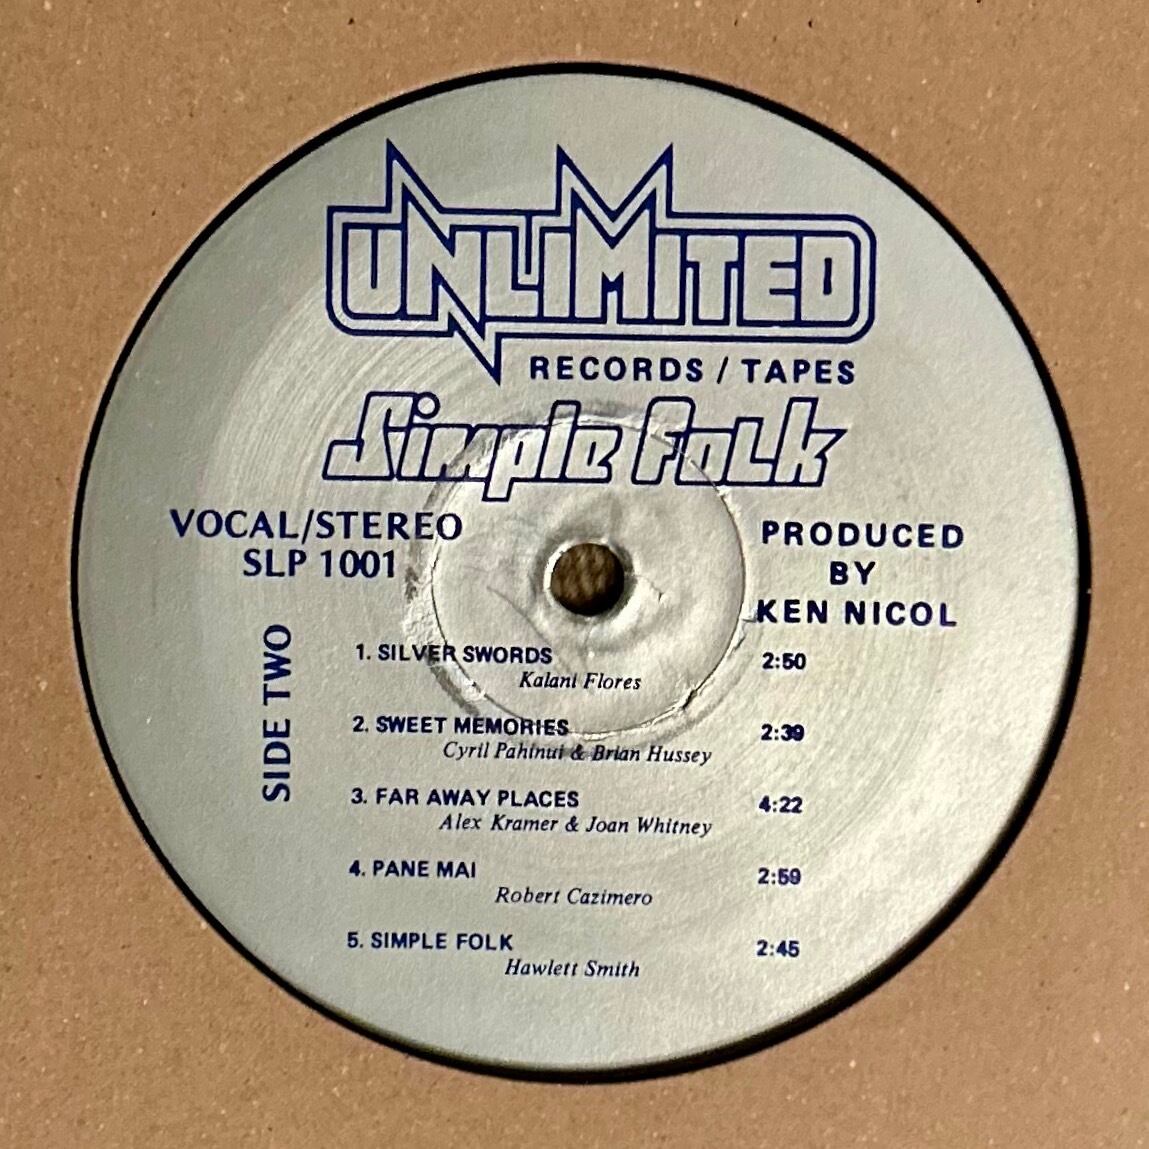 UNLIMITED
RECORDS / TAPES
Simple Folk
VOCAL/STEREO
SLP 1001
PRODUCED
BY
KEN NICOL
SIDE TWO
1. SILVER SWORDS 2:50
Kalani Flores
2. SWEET MEMORIES 2:39
Cyril Pahinui & Brian Hussey
3. FAR AWAY PLACES 4:22
Alex Kramer & Joan Whitney
4. PANE MAI 2:59
Robert Cazimero
5. SIMPLE FOLK 2:45
Hawlett Smith